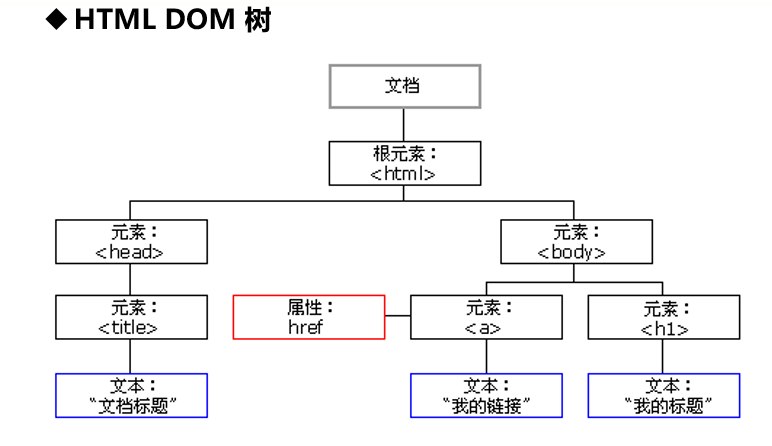 ◆ HTML DOM 树
文档
根元素：
<html>
元素：
<head>
元素：
<body>
元素：
<title>
属性：
href
元素：
<a>
元素：
<h1>
文本：
“文档标题”
文本：
“我的链接”
文本：
“我的标题”